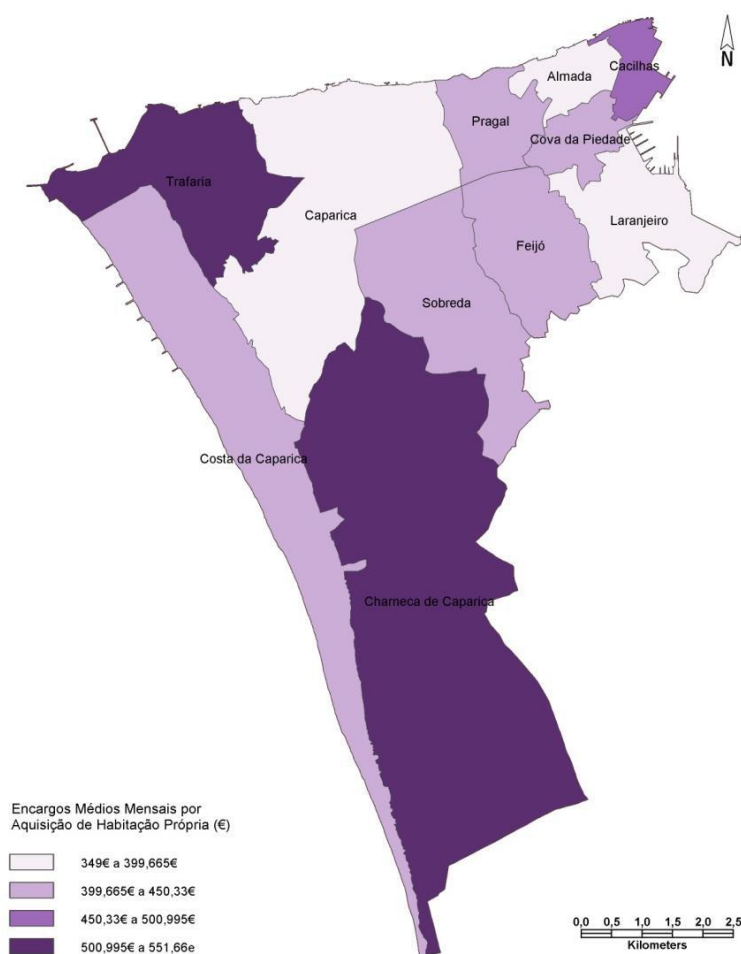 N
Cacilhas
Almada
Pragal
Cova da Piedade
Trafaria
Caparica
Laranjeiro
Feijó
Sobreda
Costa da Caparica
Charneca de Caparica
Encargos Médios Mensais por
Aquisição de Habitação Própria (€)
349€ a 399,665€
399,665€ a 450,33€
450,33€ a 500,995€
500,995€ a 551,66e
0,0 0,5 1,0 1,5 2,0 2,5
Kilometers